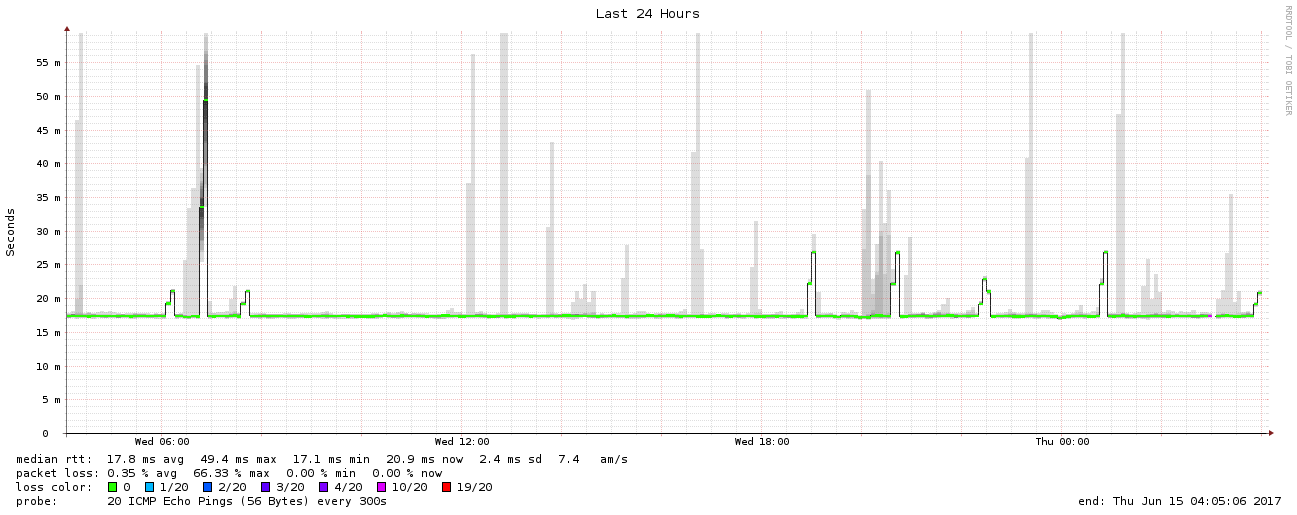 Last 24 Hours
RRDTOOL / TOBI OETIKER
Seconds
55 m
50 m
45 m
40 m
35 m
30 m
25 m
20 m
15 m
10 m
5 m
0
Wed 06:00 Wed 12:00 Wed 18:00 Thu 00:00
median rtt: 17.8 ms avg 49.4 ms max 17.1 ms min 20.9 ms now 2.4 ms sd 7.4 am/s
packet loss: 0.35 % avg 66.33 % max 0.00 % min 0.00 % now
loss color: 0 1/20 2/20 3/20 4/20 10/20 19/20
probe: 20 ICMP Echo Pings (56 Bytes) every 300s end: Thu Jun 15 04:05:06 2017